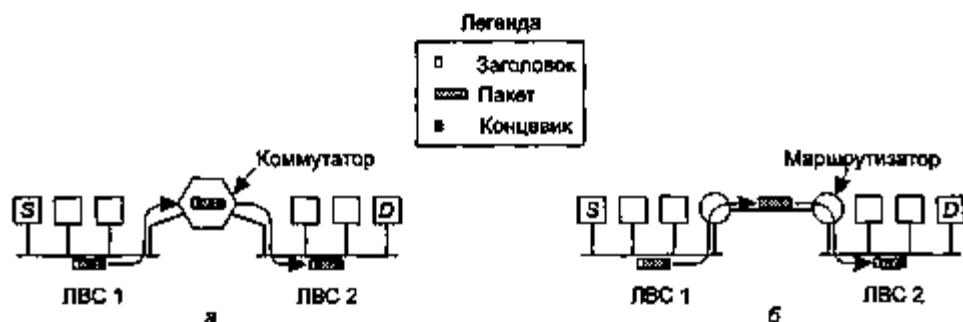 Легенда
Заголовок
Пакет
Концевик
Коммутатор
S
D
ЛВС 1
ЛВС 2
а
Маршрутизатор
S
D
ЛВС 1
ЛВС 2
б